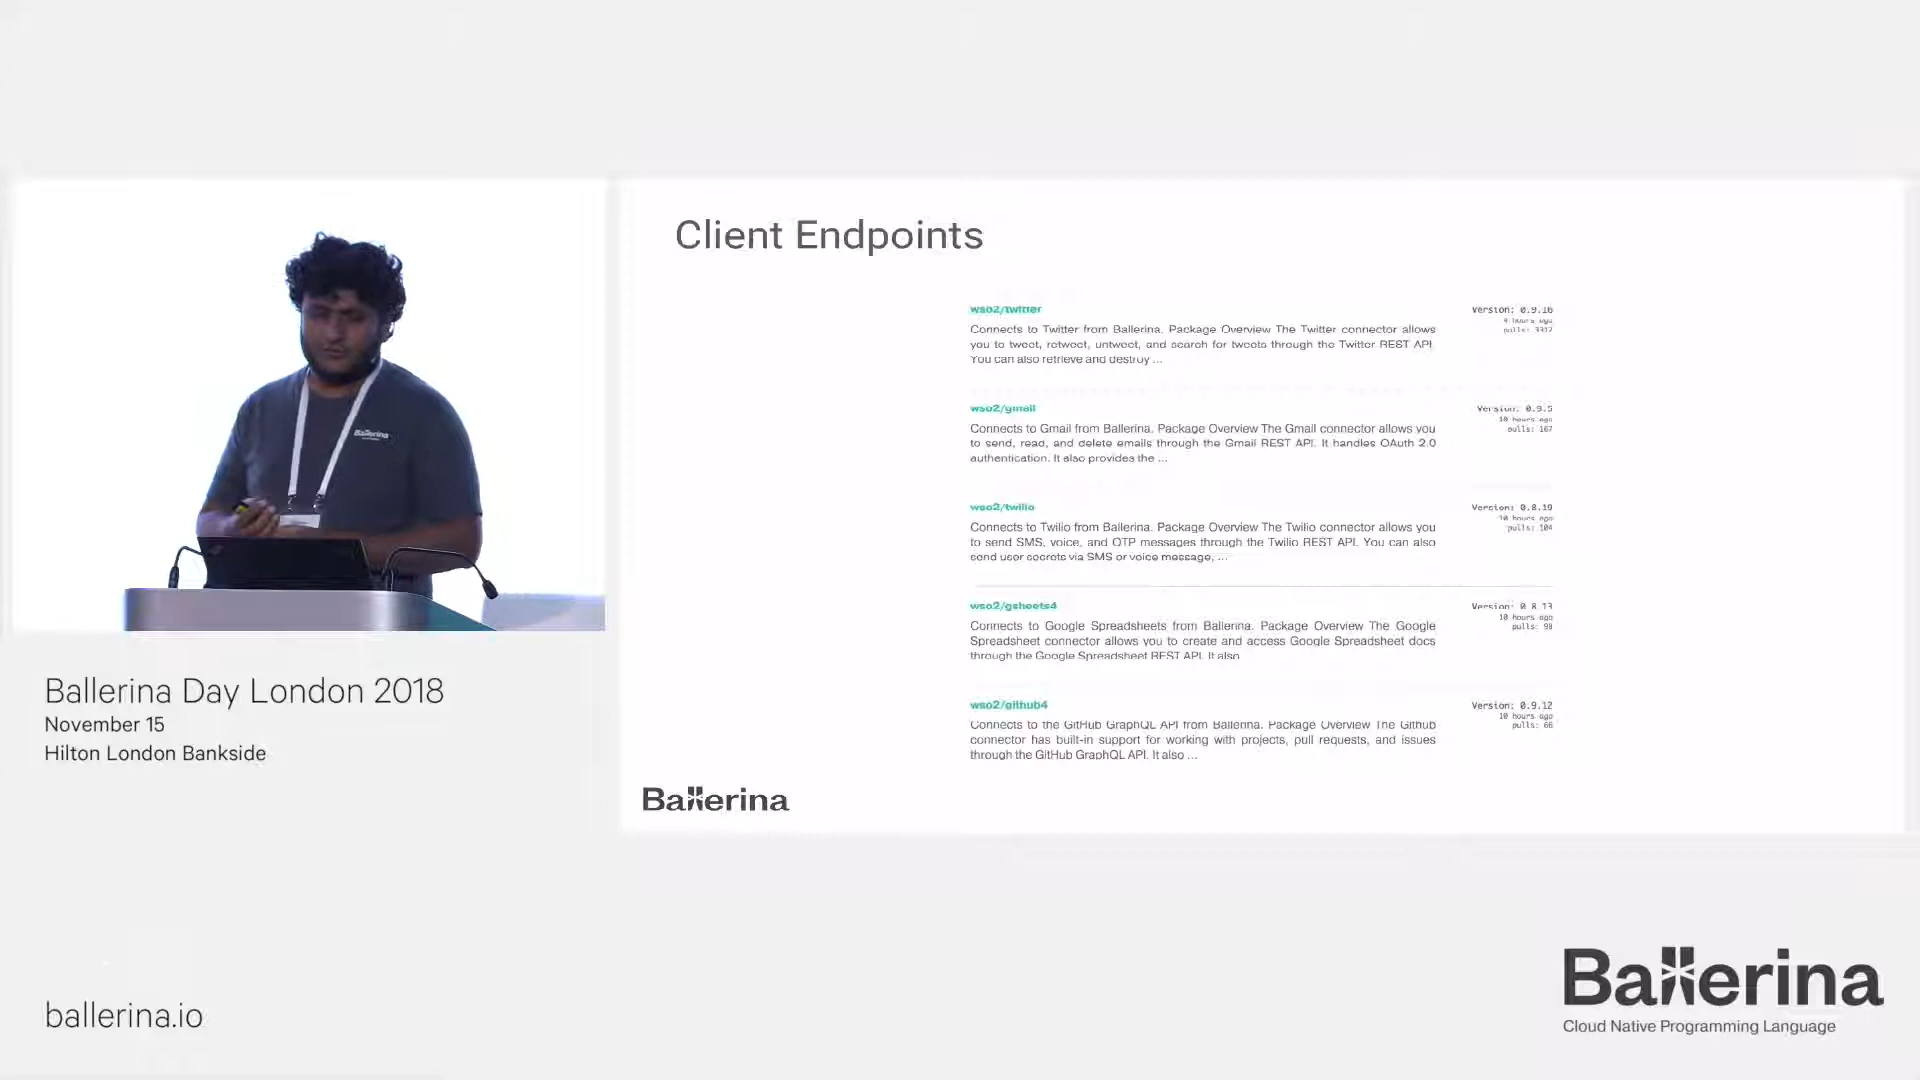 Client Endpoints
wso2/twitter
Version: 0.9.16
Connects to Twitter from Ballerina. Package Overview The Twitter connector allows
4 hours ago
pulls: 3317
you to tweet, retweet, untweet, and search for tweets through the Twitter REST API.
You can also retrieve and destroy ...
wso2/gmail
Version: 0.9.5
Connects to Gmail from Ballerina. Package Overview The Gmail connector allows you
10 hours ago
pulls: 167
to send, read, and delete emails through the Gmail REST API. It handles OAuth 2.0
authentication. It also provides the ...
wso2/twilio
Version: 0.8.19
Connects to Twilio from Ballerina. Package Overview The Twilio connector allows you
10 hours ago
pulls: 104
to send SMS, voice, and OTP messages through the Twilio REST API. You can also
send user secrets via SMS or voice message, ...
wso2/gsheets4
Version: 0.8.13
Connects to Google Spreadsheets from Ballerina. Package Overview The Google
10 hours ago
pulls: 98
Spreadsheet connector allows you to create and access Google Spreadsheet docs
through the Google Spreadsheet REST API. It also
wso2/github4
Version: 0.9.12
Connects to the GitHub GraphQL API from Ballerina. Package Overview The Github
10 hours ago
pulls: 66
connector has built-in support for working with projects, pull requests, and issues
through the GitHub GraphQL API. It also ...
Ballerina
Ballerina
Ballerina Day London 2018
November 15
Hilton London Bankside
ballerina.io
Ballerina
Cloud Native Programming Language